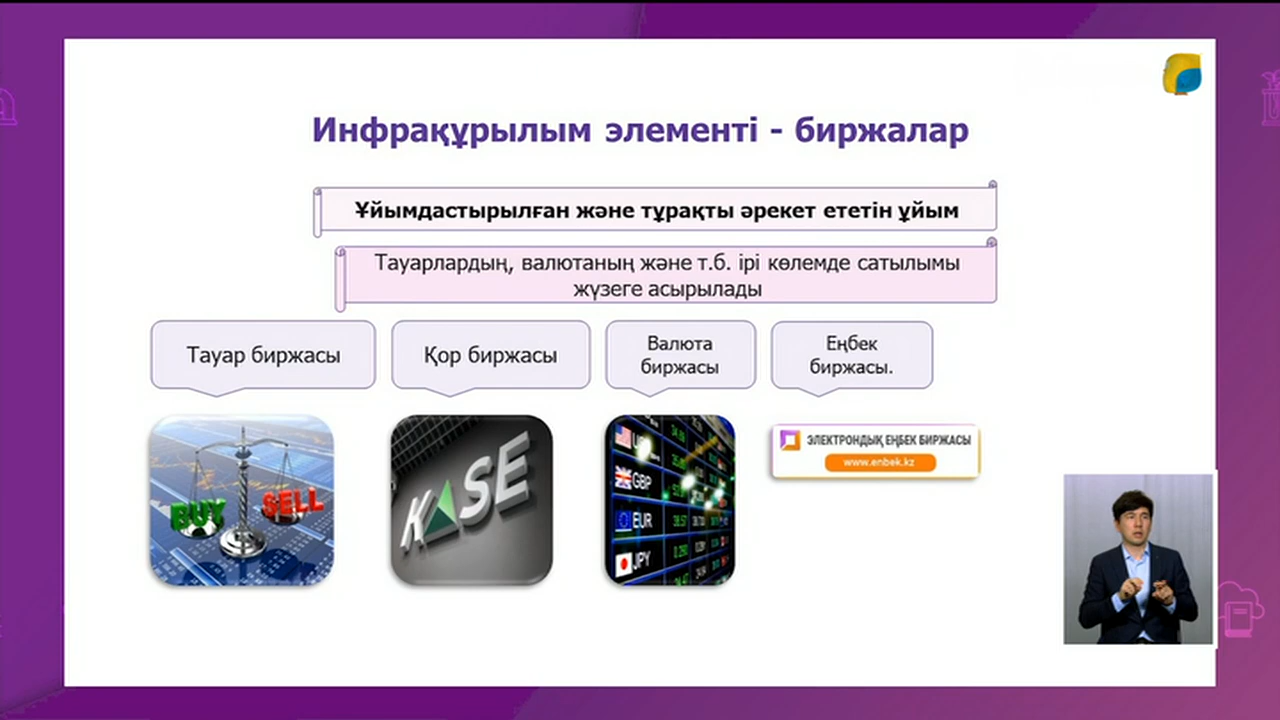 Инфрақұрылым элементі - биржалар
Ұйымдастырылған және тұрақты әрекет ететін ұйым
Тауарлардың, валютаның және т.б. ірі көлемде сатылымы
жүзеге асырылады
Тауар биржасы
Қор биржасы
Валюта
биржасы
Еңбек
биржасы.
BUY
SELL
KASE
GBP
EUR
JPY
ЭЛЕКТРОНДЫҚ ЕҢБЕК БИРЖАСЫ
www.enbek.kz